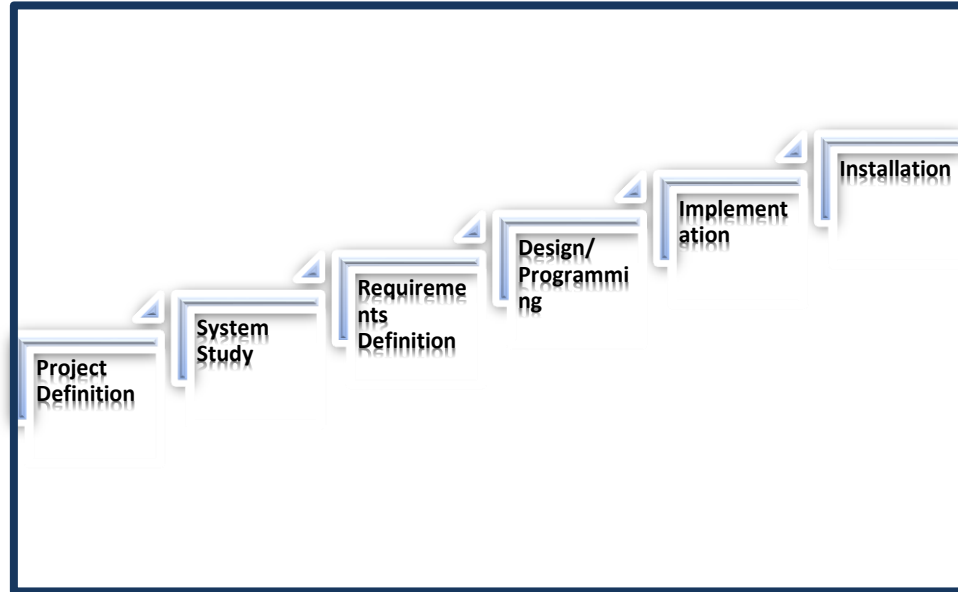 Project
Definition
System
Study
Requireme
nts
Definition
Design/
Programmi
ng
Implement
ation
Installation